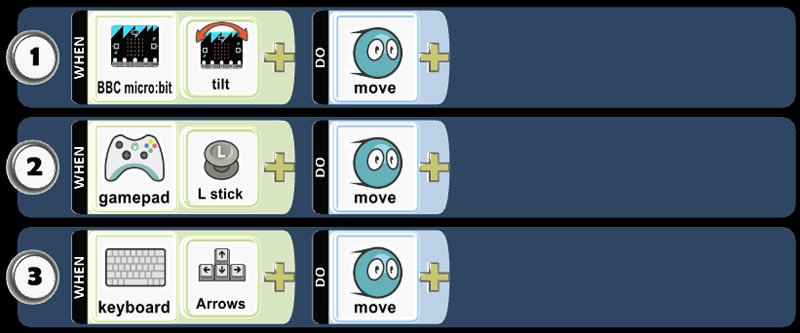 1 WHEN BBC micro:bit tilt DO move
2 WHEN gamepad L L stick DO move
3 WHEN keyboard Arrows DO move